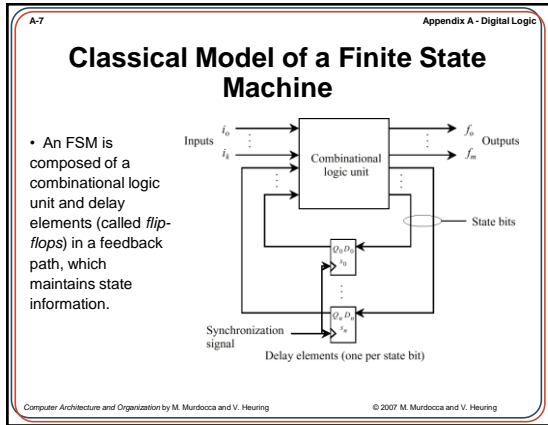 A-7
Appendix A - Digital Logic
Classical Model of a Finite State
Machine
• An FSM is
composed of a
combinational logic
unit and delay
elements (called flip-
flops) in a feedback
path, which
maintains state
information.
Inputs
i₀
⋮
iₖ
Combinational
logic unit
f₀
⋮
fₘ
Outputs
State bits
Q₀ D₀
s₀
⋮
Qₙ Dₙ
sₙ
Synchronization
signal
Delay elements (one per state bit)
Computer Architecture and Organization by M. Murdocca and V. Heuring
© 2007 M. Murdocca and V. Heuring